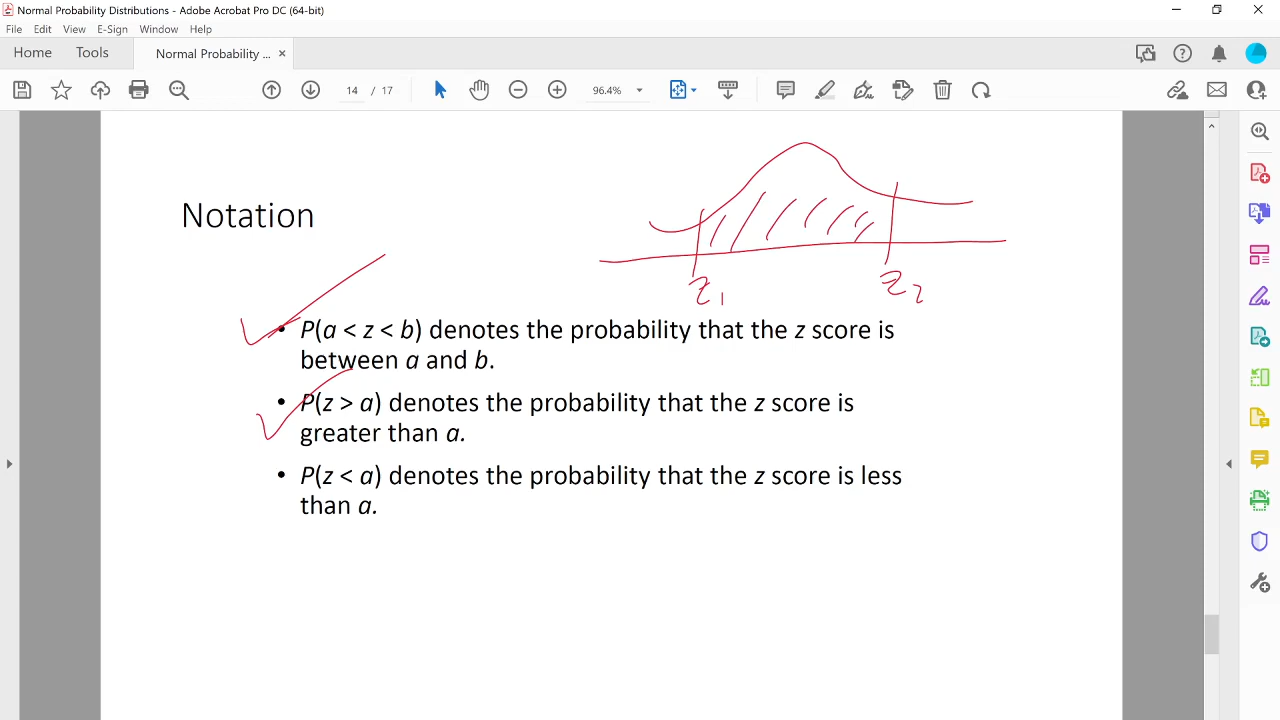 Normal Probability Distributions - Adobe Acrobat Pro DC (64-bit)
File Edit View E-Sign Window Help
Home Tools Normal Probability ... ×
14 / 17 96.4%
Notation
z1 z2
• P(a < z < b) denotes the probability that the z score is
between a and b.
• P(z > a) denotes the probability that the z score is
greater than a.
• P(z < a) denotes the probability that the z score is less
than a.